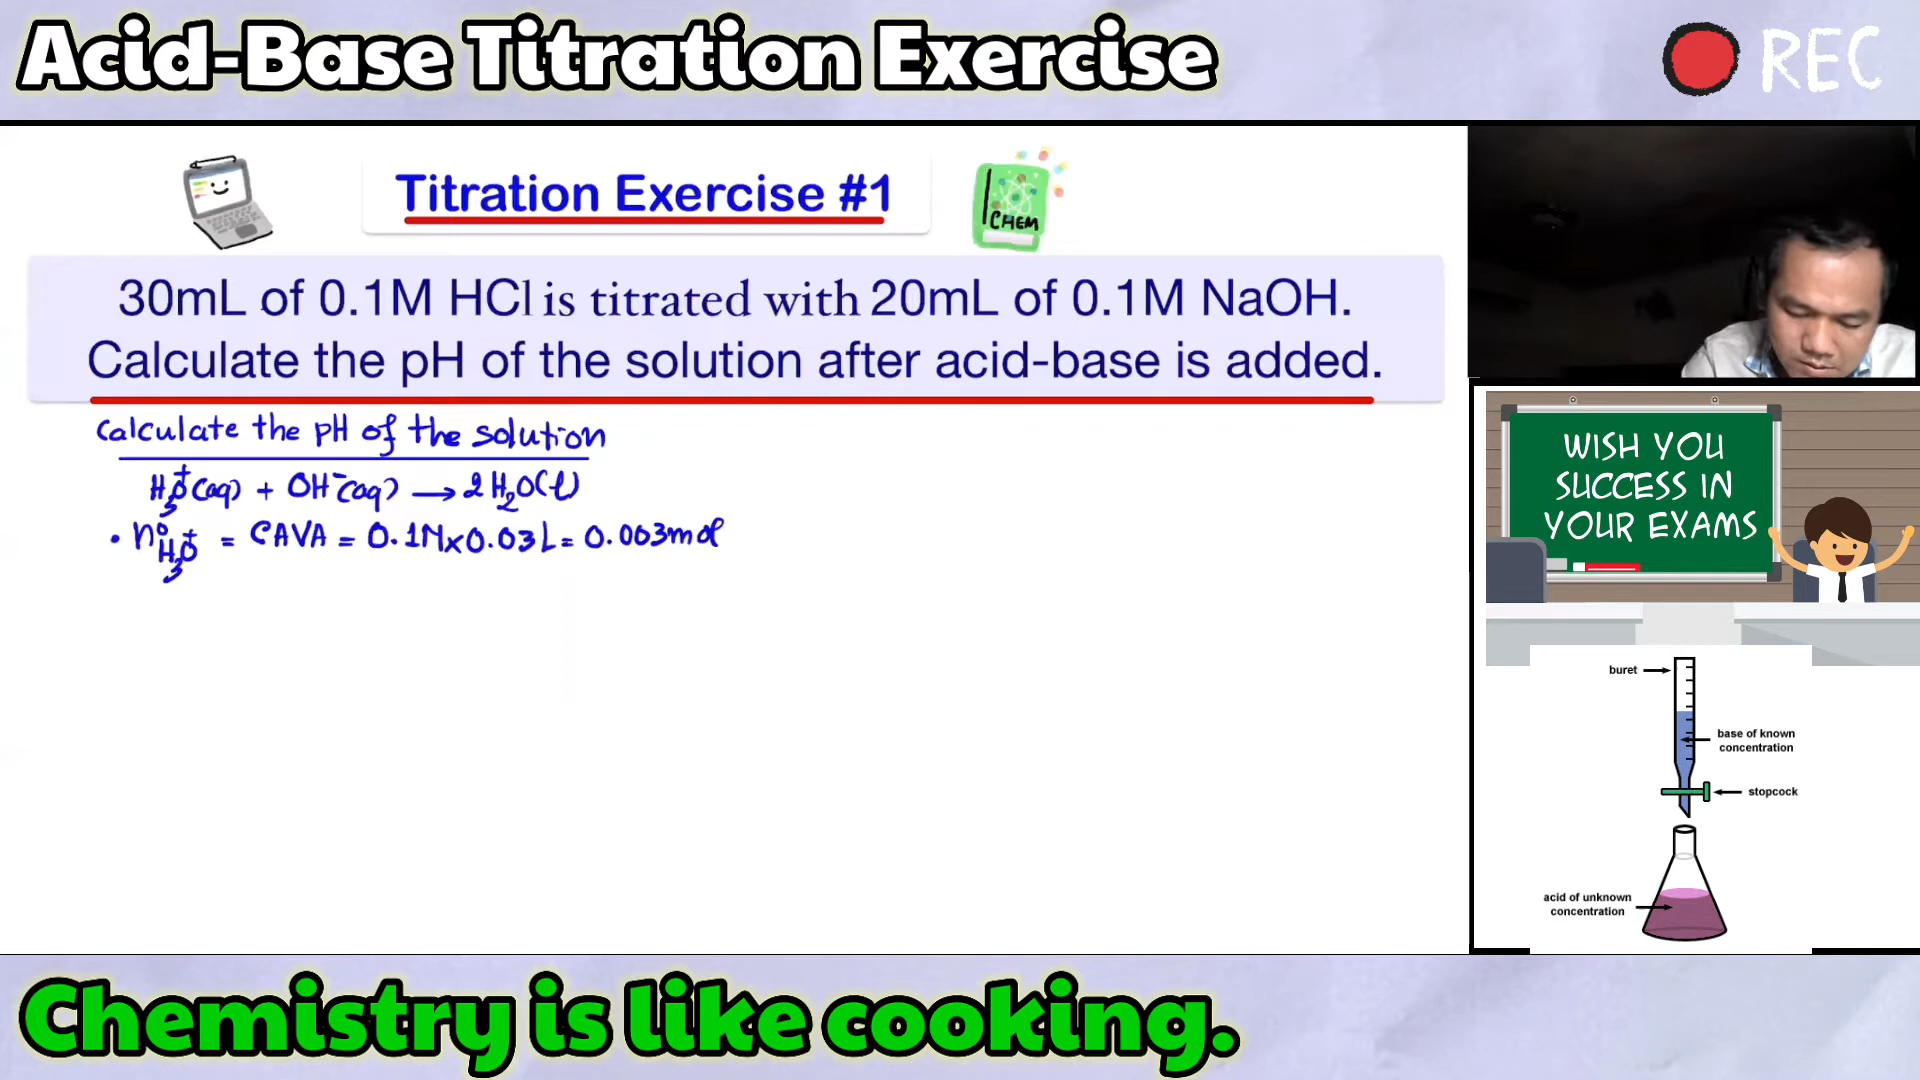 Acid-Base Titration Exercise
REC
Titration Exercise #1
CHEM
30mL of 0.1M HCl is titrated with 20mL of 0.1M NaOH.
Calculate the pH of the solution after acid-base is added.
Calculate the pH of the solution
H₃O⁺(aq) + OH⁻(aq) → 2H₂O(l)
• n°H₃O⁺ = CAVA = 0.1M×0.03L = 0.003mol
WISH YOU
SUCCESS IN
YOUR EXAMS
buret
base of known
concentration
stopcock
acid of unknown
concentration
Chemistry is like cooking.